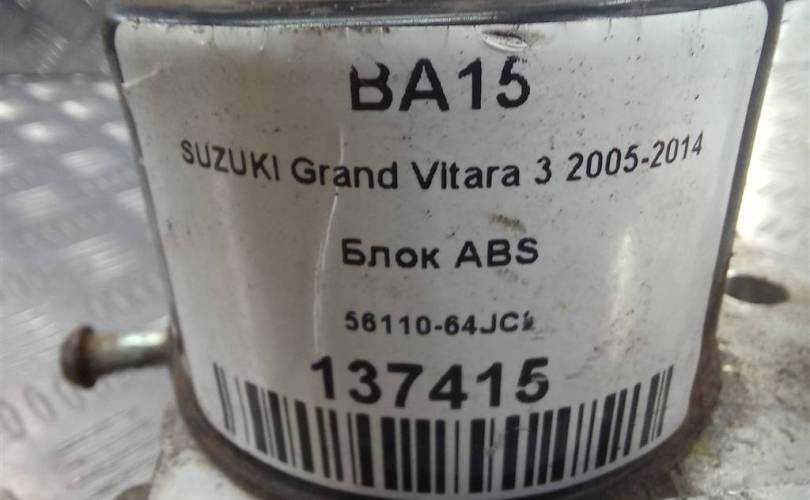 BA15
SUZUKI Grand Vitara 3 2005-2014
Блок ABS
137415